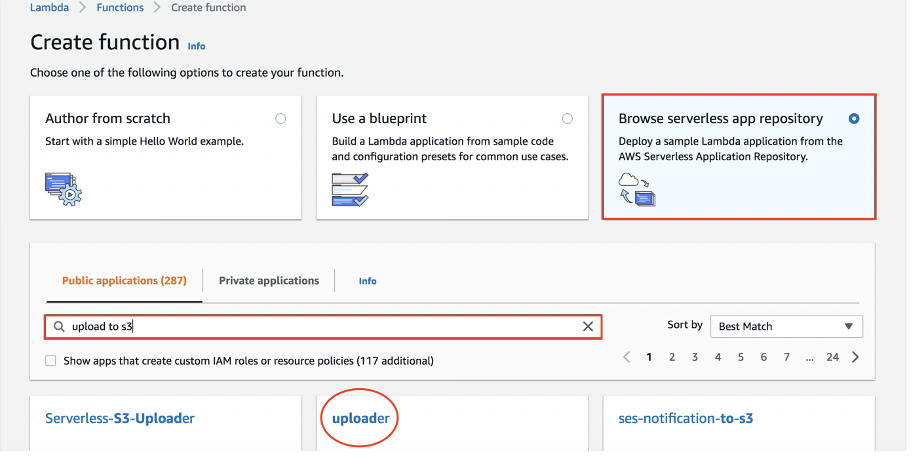 Lambda > Functions > Create function
Create function Info
Choose one of the following options to create your function.
Author from scratch
Start with a simple Hello World example.
Use a blueprint
Build a Lambda application from sample code
and configuration presets for common use cases.
Browse serverless app repository
Deploy a sample Lambda application from the
AWS Serverless Application Repository.
Public applications (287) Private applications Info
upload to s3
Sort by Best Match
Show apps that create custom IAM roles or resource policies (117 additional)
< 1 2 3 4 5 6 7 ... 24 >
Serverless-S3-Uploader
uploader
ses-notification-to-s3